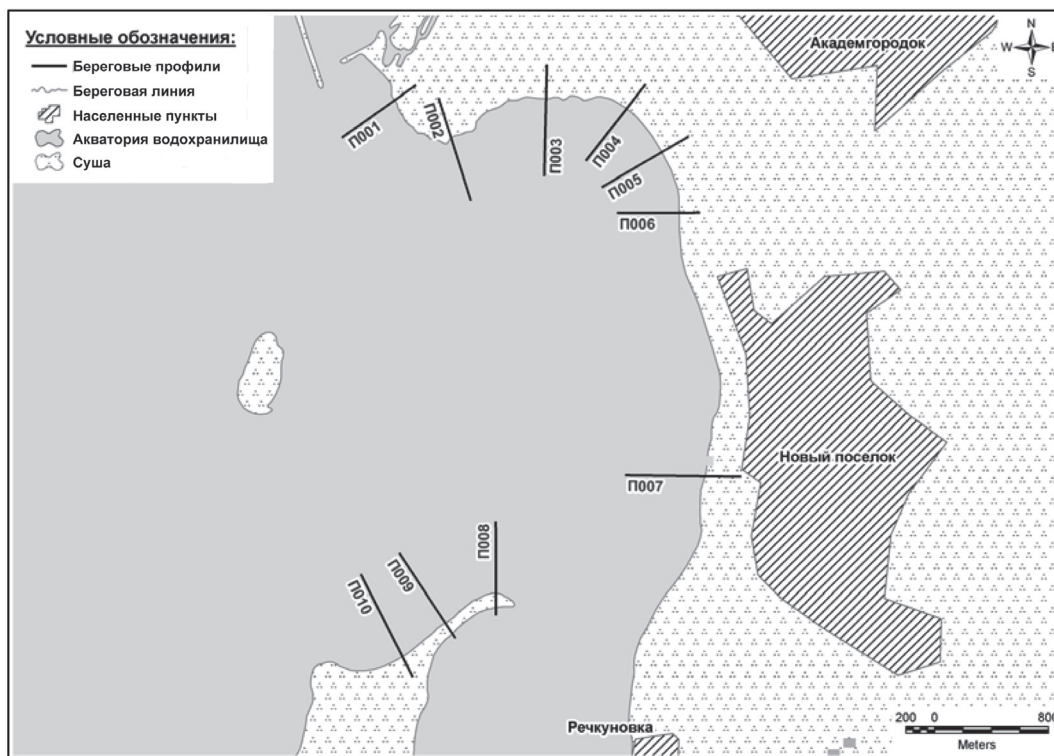 Условные обозначения:
Береговые профили
Береговая линия
Населенные пункты
Акватория водохранилища
Суша
Академгородок
N
W E
S
П001
П002
П003
П004
П005
П006
Новый поселок
П007
П008
П009
П010
Речкуновка
200 0 800
Meters